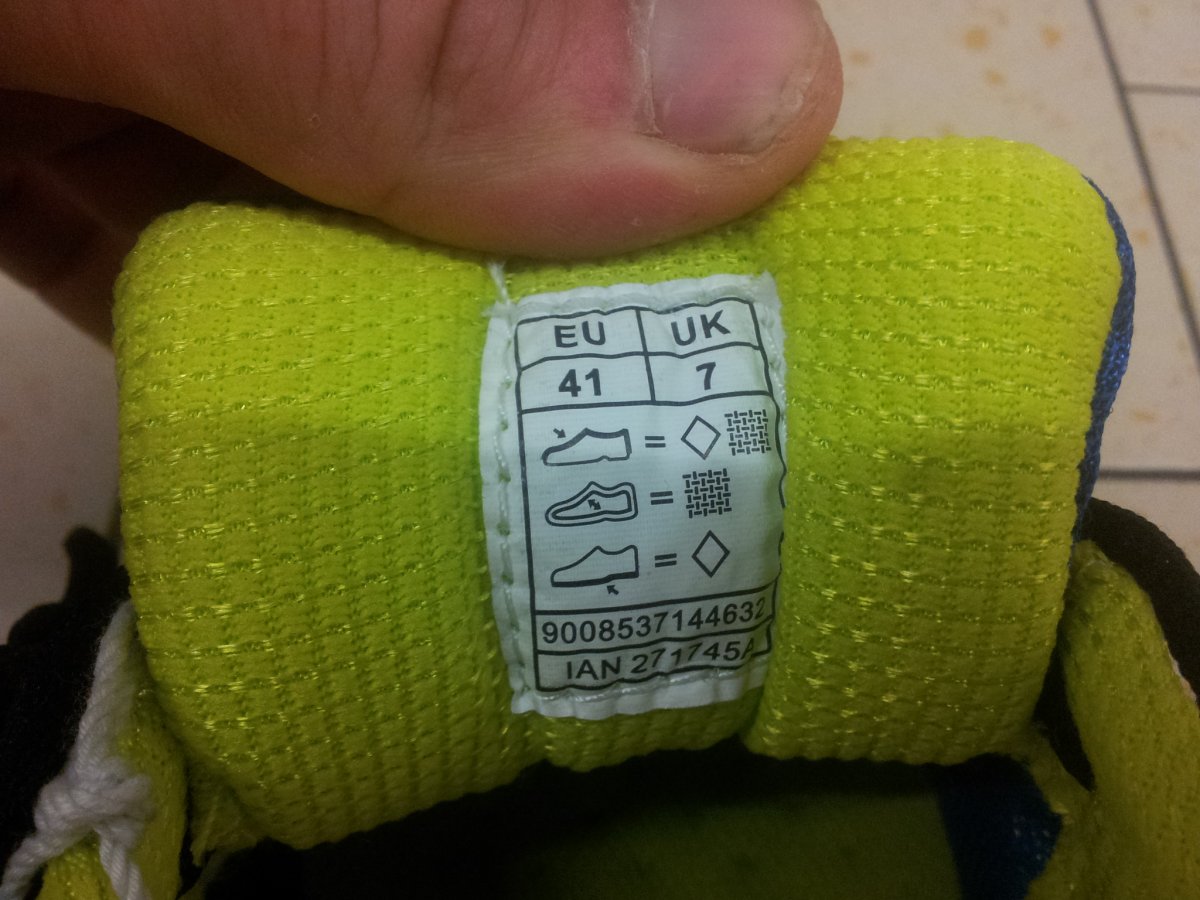 EU UK
41 7
= 
=
=
9008537144632
IAN 271745A